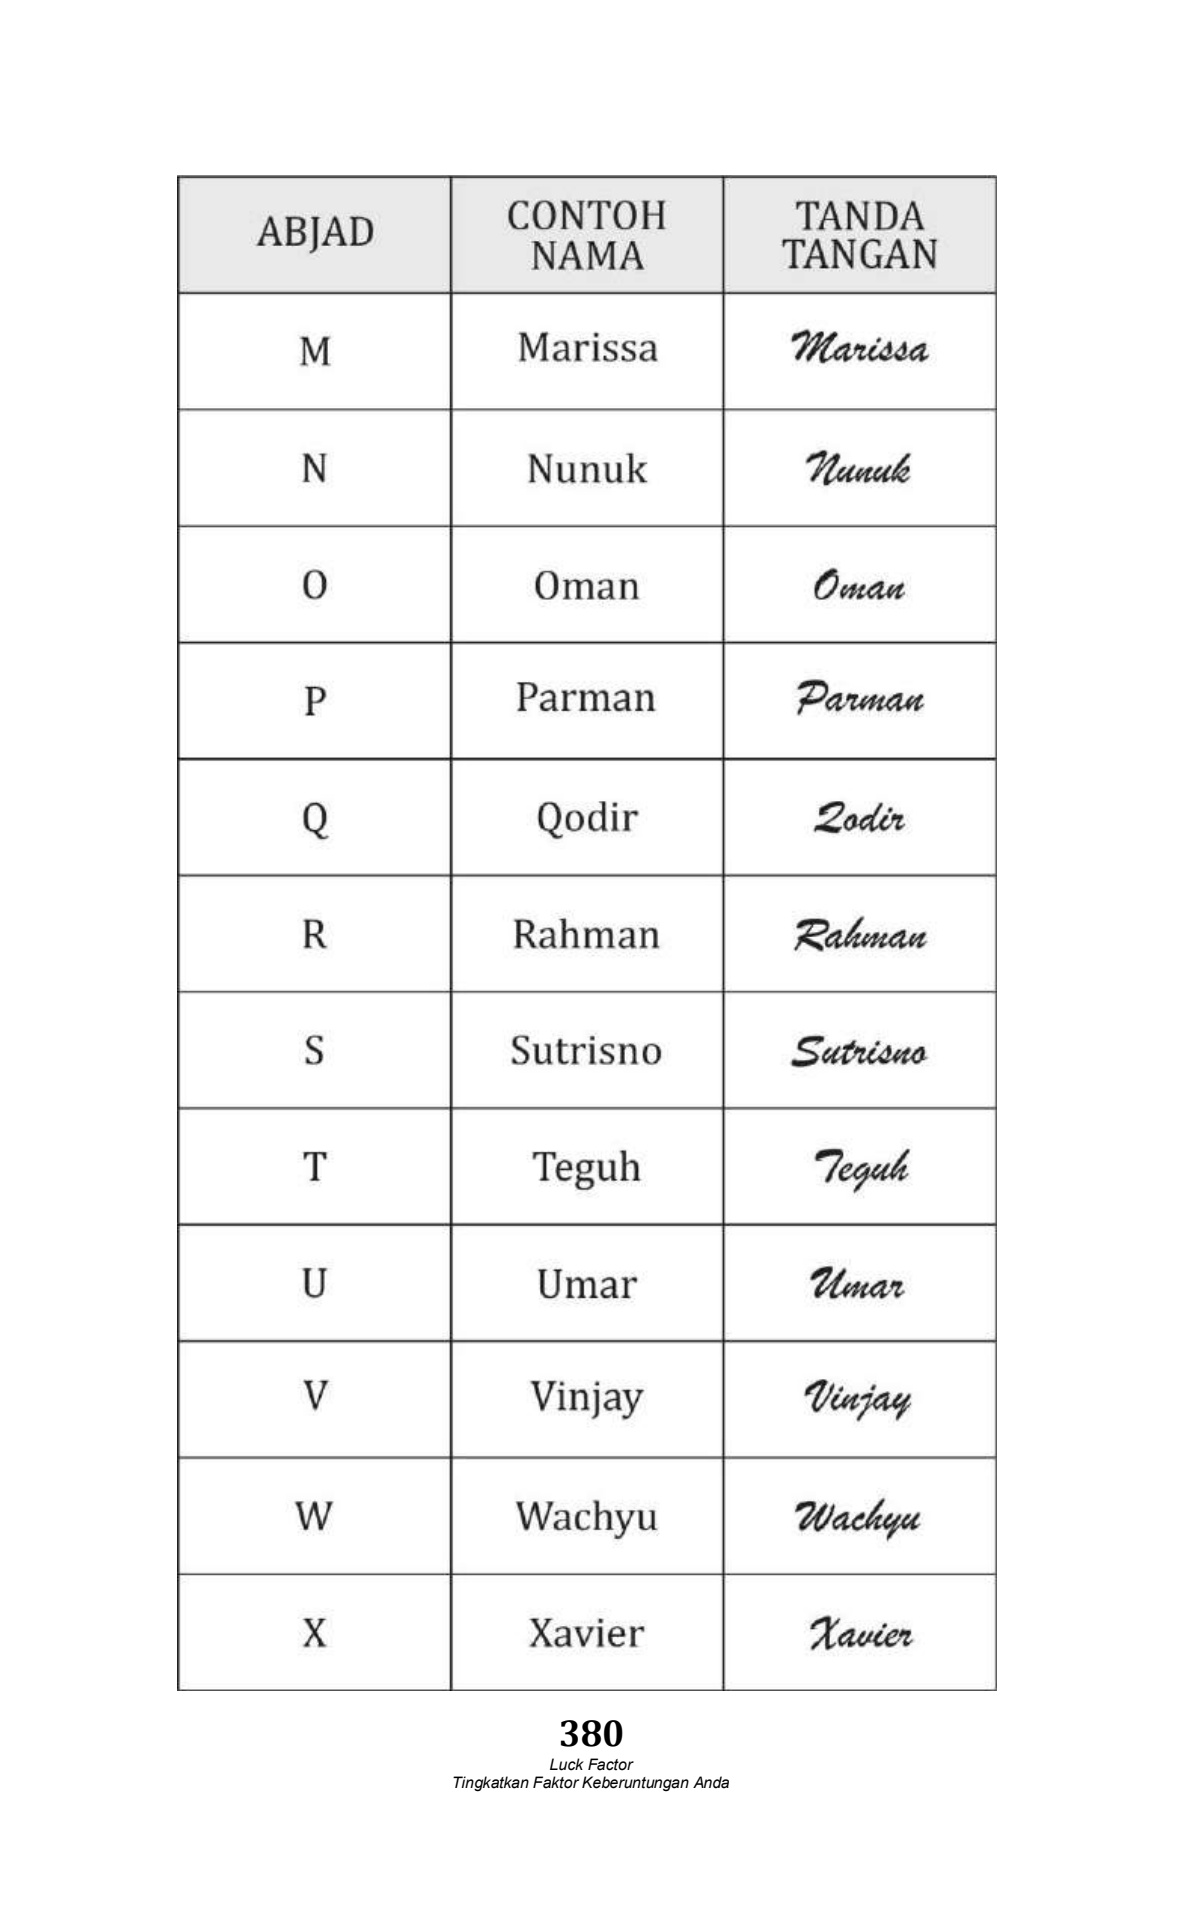 ABJAD CONTOH NAMA TANDA TANGAN
M Marissa Marissa
N Nunuk Nunuk
O Oman Oman
P Parman Parman
Q Qodir Qodir
R Rahman Rahman
S Sutrisno Sutrisno
T Teguh Teguh
U Umar Umar
V Vinjay Vinjay
W Wachyu Wachyu
X Xavier Xavier
380
Luck Factor
Tingkatkan Faktor Keberuntungan Anda